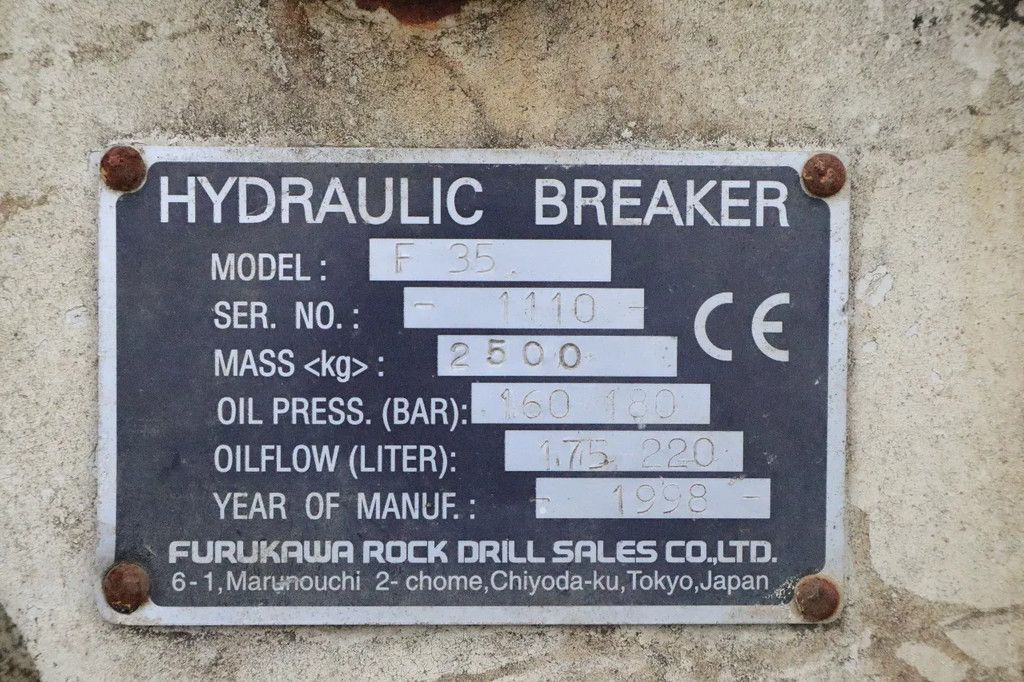 HYDRAULIC BREAKER
MODEL: F 35
SER. NO.: - 1110 -
MASS <kg>: 2500
OIL PRESS. (BAR): 160 180
OILFLOW (LITER): 175 220
YEAR OF MANUF.: - 1998 -
CE
FURUKAWA ROCK DRILL SALES CO.,LTD.
6-1,Marunouchi 2-chome,Chiyoda-ku,Tokyo,Japan